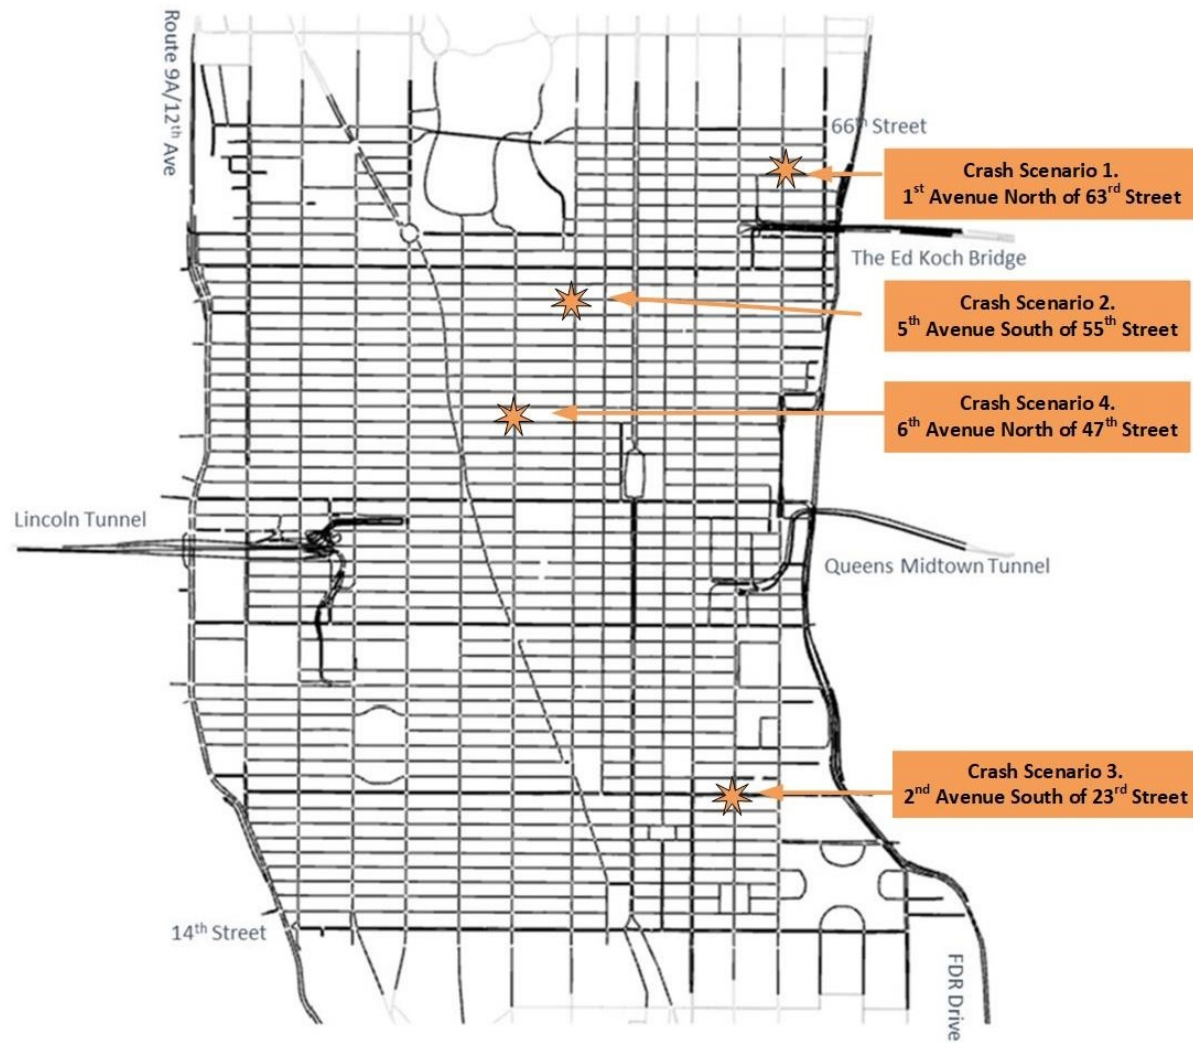 Route 9A/12th Ave
66th Street
Crash Scenario 1.
1st Avenue North of 63rd Street
The Ed Koch Bridge
Crash Scenario 2.
5th Avenue South of 55th Street
Crash Scenario 4.
6th Avenue North of 47th Street
Lincoln Tunnel
Queens Midtown Tunnel
Crash Scenario 3.
2nd Avenue South of 23rd Street
14th Street
FDR Drive